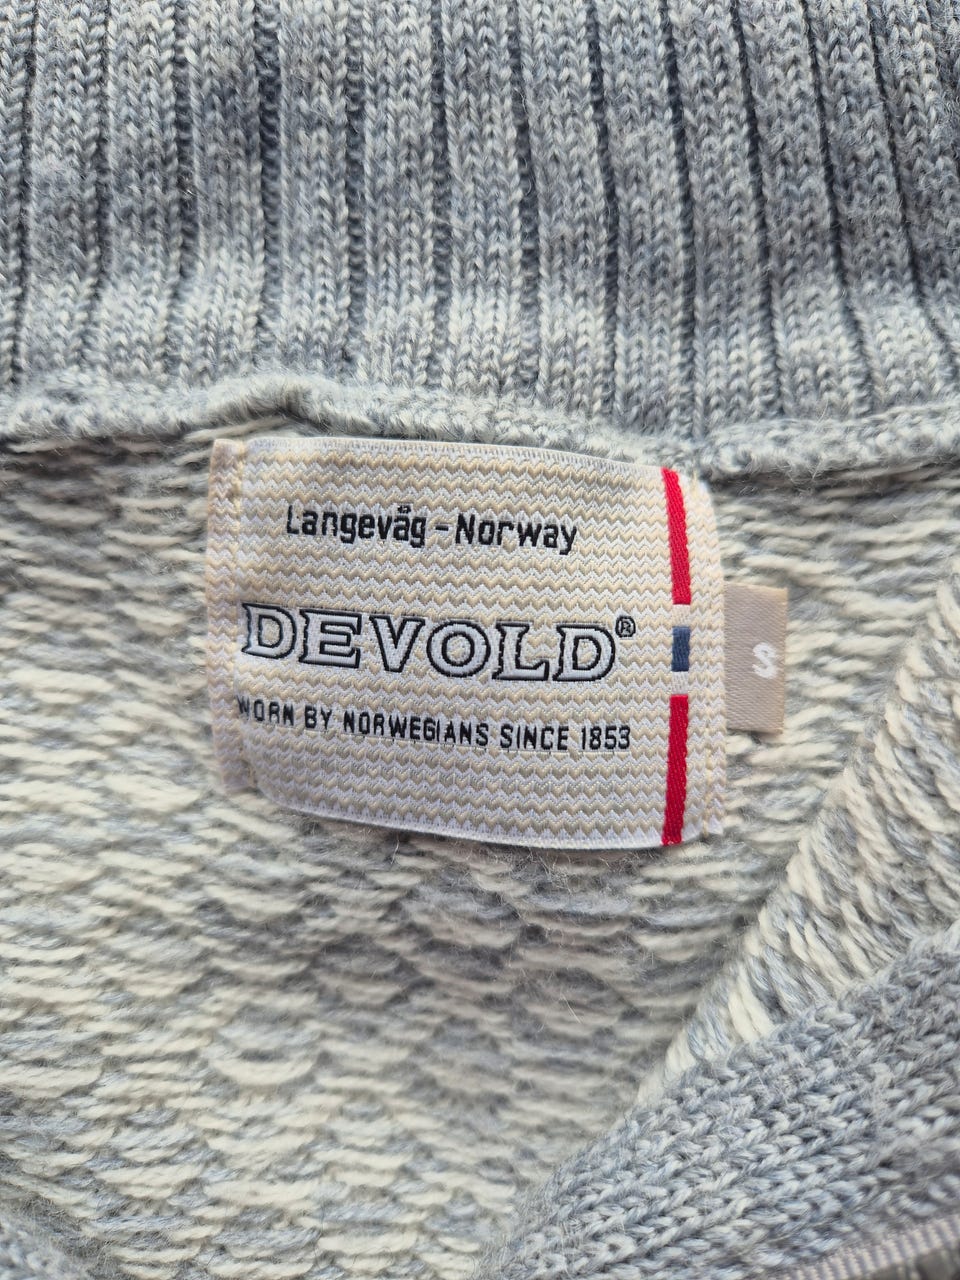 Langevåg - Norway
DEVOLD®
WORN BY NORWEGIANS SINCE 1853
S